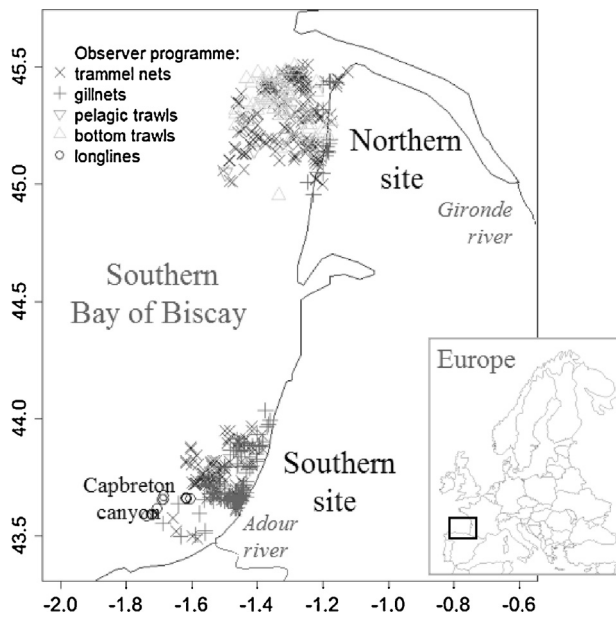 Observer programme:
trammel nets
gillnets
pelagic trawls
bottom trawls
longlines
Northern
site
Gironde
river
Southern
Bay of Biscay
Europe
Capbreton
canyon
Southern
site
Adour
river
45.5
45.0
44.5
44.0
43.5
-2.0 -1.8 -1.6 -1.4 -1.2 -1.0 -0.8 -0.6